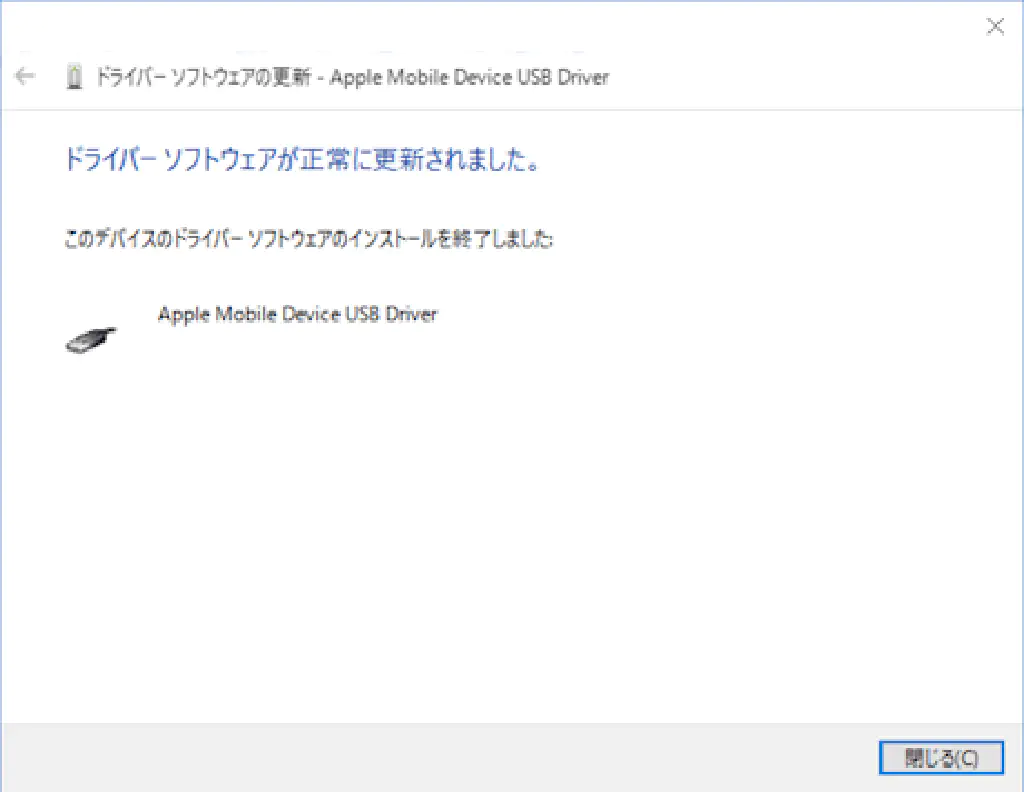 ドライバー ソフトウェアの更新 - Apple Mobile Device USB Driver
ドライバー ソフトウェアが正常に更新されました。
このデバイスのドライバー ソフトウェアのインストールを終了しました:
Apple Mobile Device USB Driver
閉じる(C)